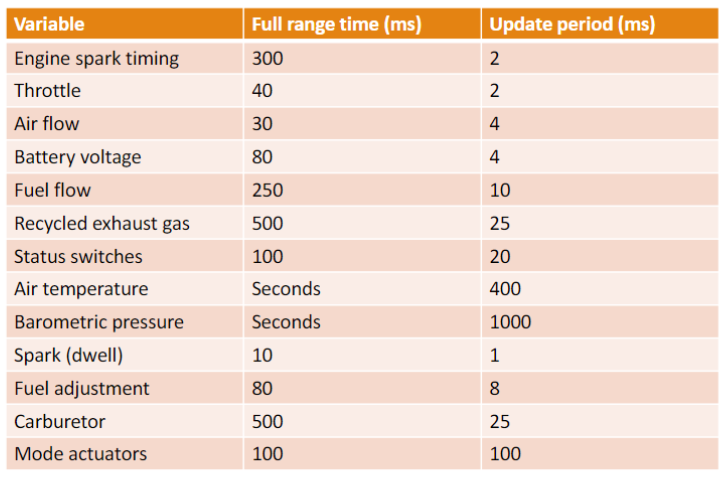 Variable Full range time (ms) Update period (ms)
Engine spark timing 300 2
Throttle 40 2
Air flow 30 4
Battery voltage 80 4
Fuel flow 250 10
Recycled exhaust gas 500 25
Status switches 100 20
Air temperature Seconds 400
Barometric pressure Seconds 1000
Spark (dwell) 10 1
Fuel adjustment 80 8
Carburetor 500 25
Mode actuators 100 100